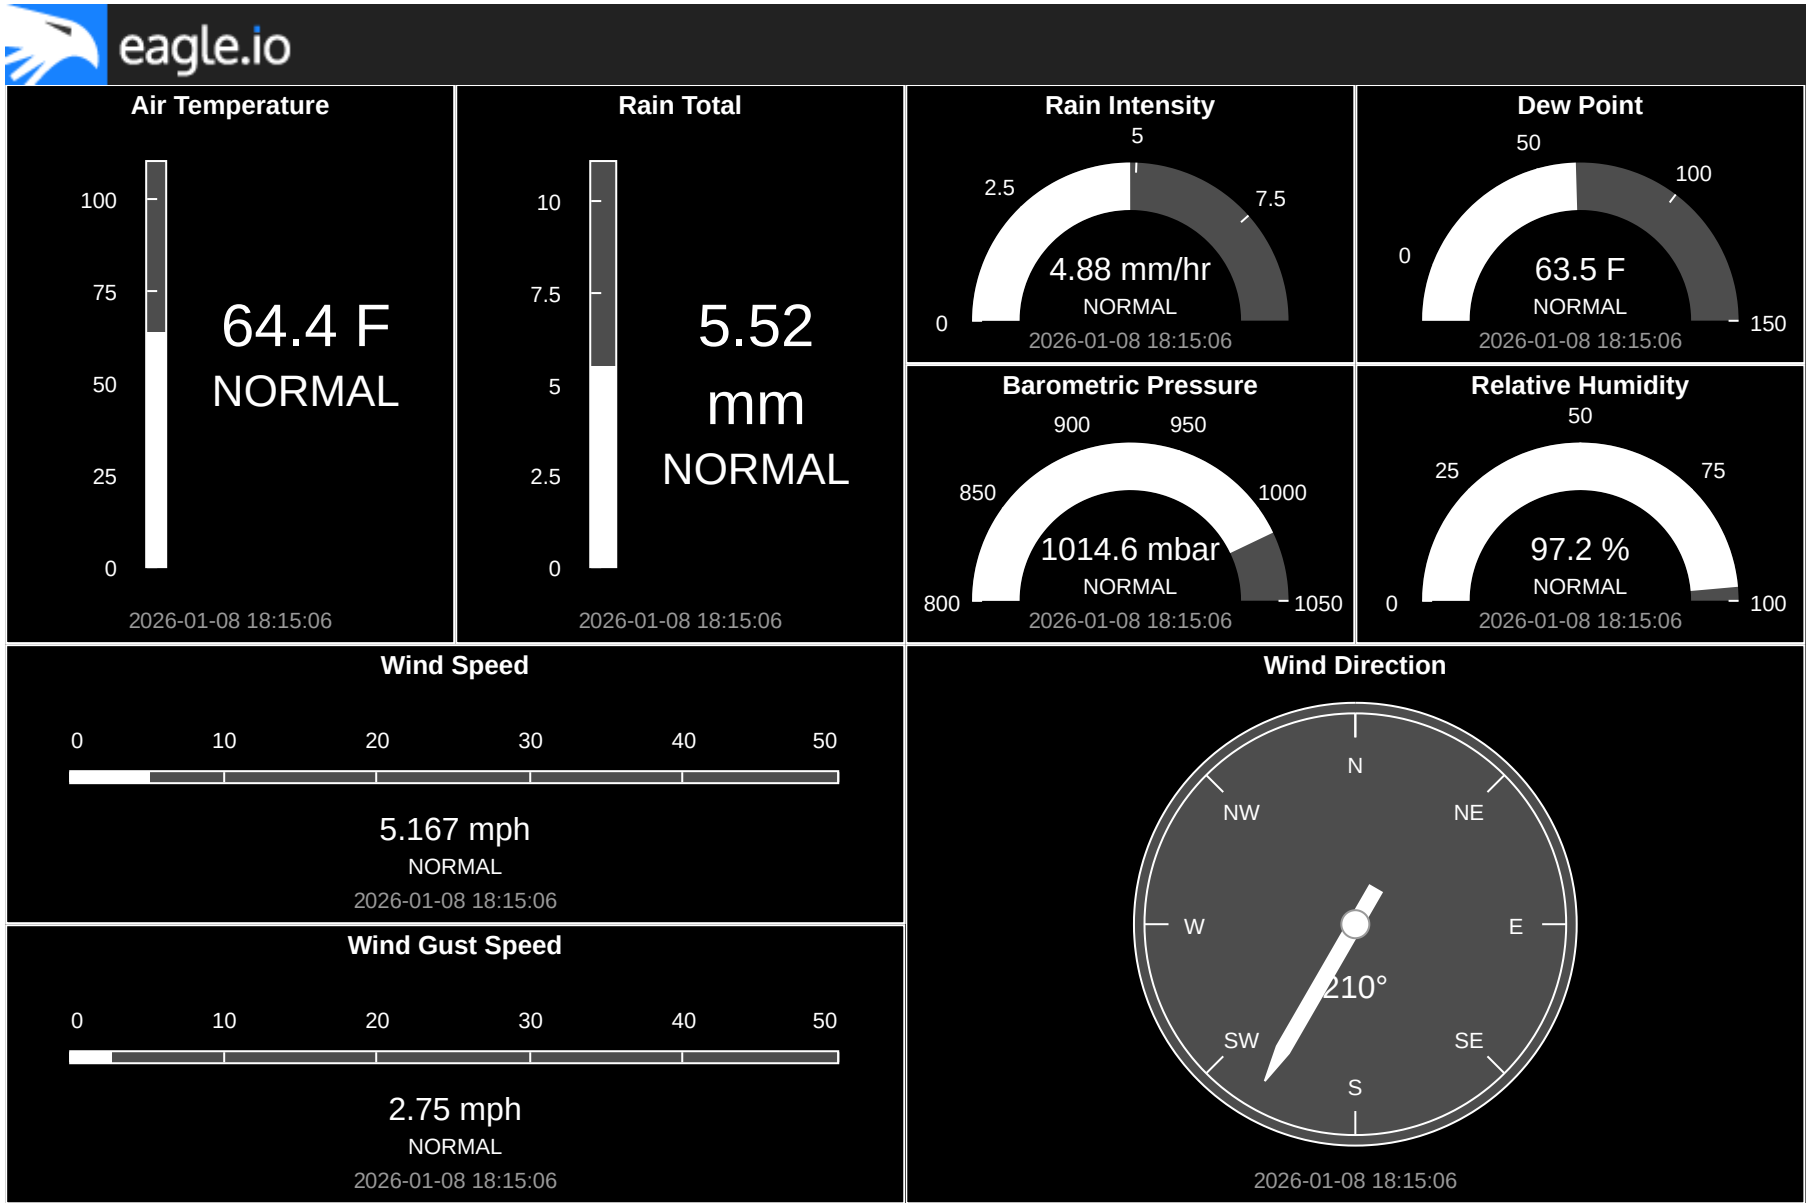 eagle.io
Air Temperature
100
75
50
25
0
64.4 F
NORMAL
2026-01-08 18:15:06
Rain Total
10
7.5
5
2.5
0
5.52
mm
NORMAL
2026-01-08 18:15:06
Rain Intensity
5
2.5
7.5
0
4.88 mm/hr
NORMAL
2026-01-08 18:15:06
Dew Point
50
100
0
150
63.5 F
NORMAL
2026-01-08 18:15:06
Barometric Pressure
900
950
850
1000
800
1050
1014.6 mbar
NORMAL
2026-01-08 18:15:06
Relative Humidity
50
25
75
0
100
97.2 %
NORMAL
2026-01-08 18:15:06
Wind Speed
0 10 20 30 40 50
5.167 mph
NORMAL
2026-01-08 18:15:06
Wind Gust Speed
0 10 20 30 40 50
2.75 mph
NORMAL
2026-01-08 18:15:06
Wind Direction
N
NW
NE
W
E
210°
SW
SE
S
2026-01-08 18:15:06